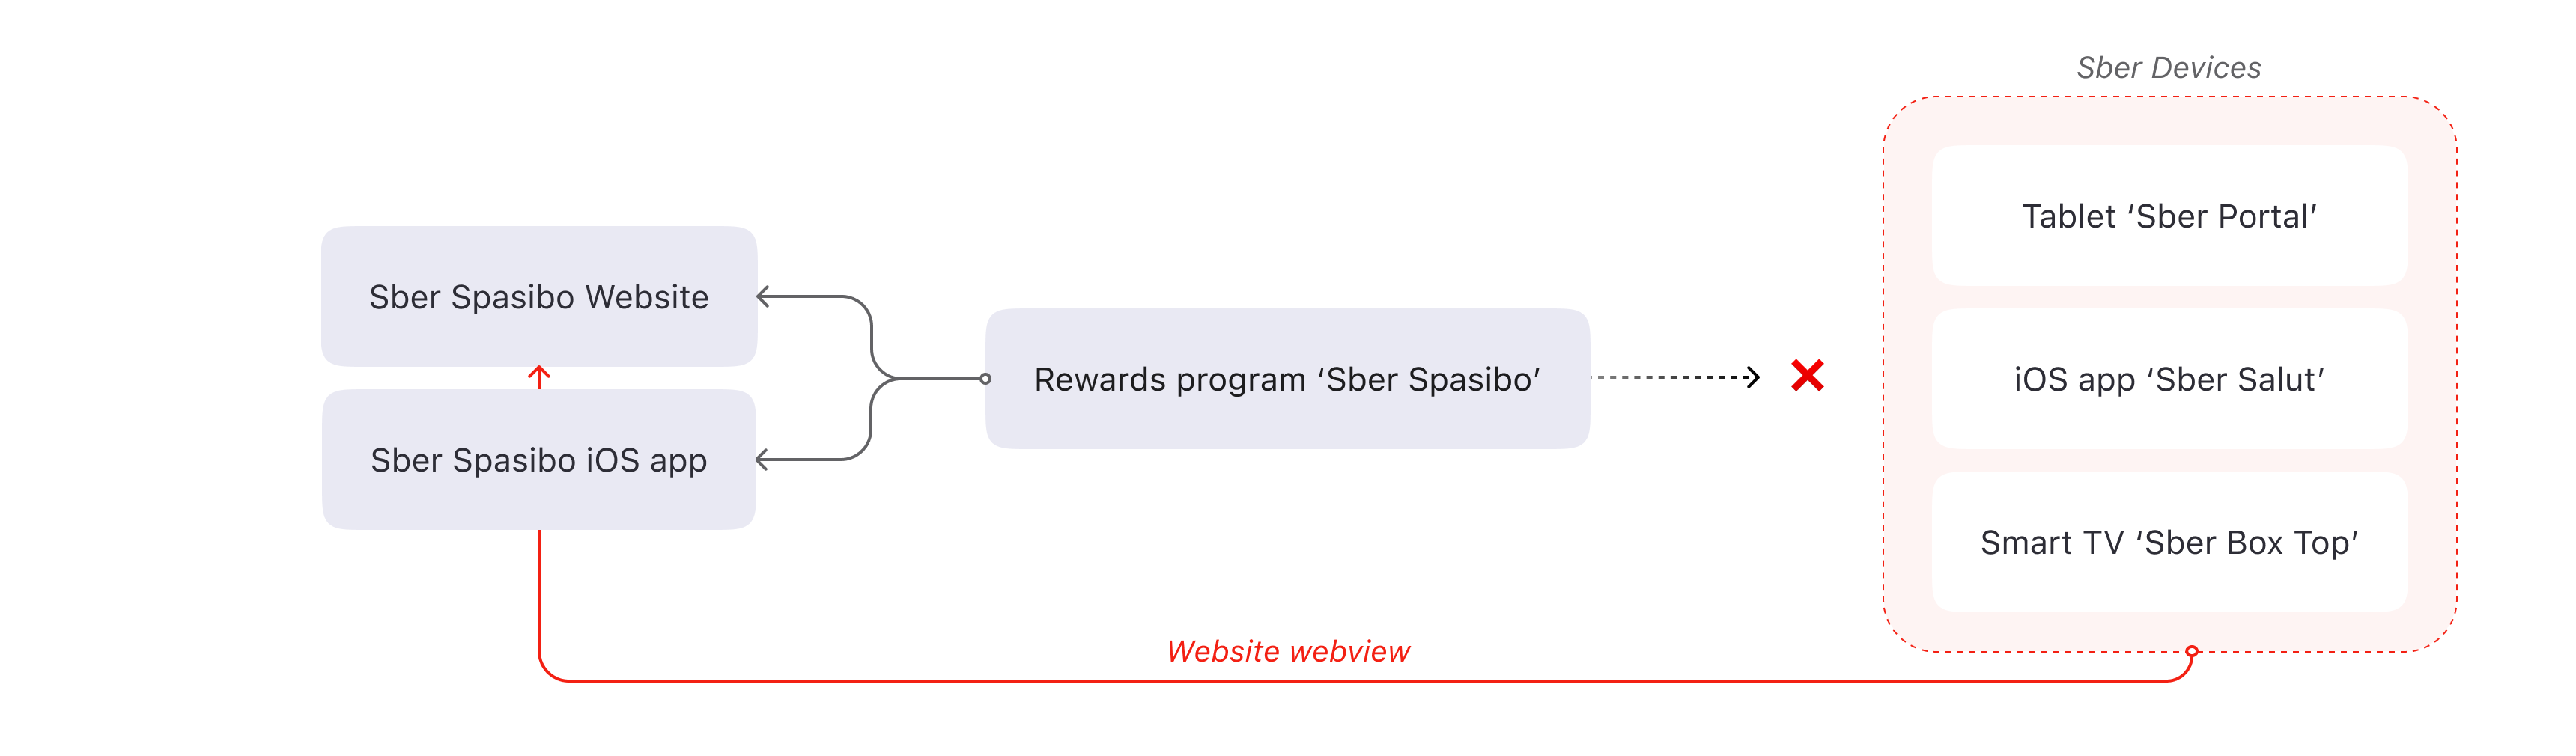 Sber Devices
Tablet ‘Sber Portal’
Sber Spasibo Website
Rewards program ‘Sber Spasibo’
iOS app ‘Sber Salut’
Sber Spasibo iOS app
Smart TV ‘Sber Box Top’
Website webview